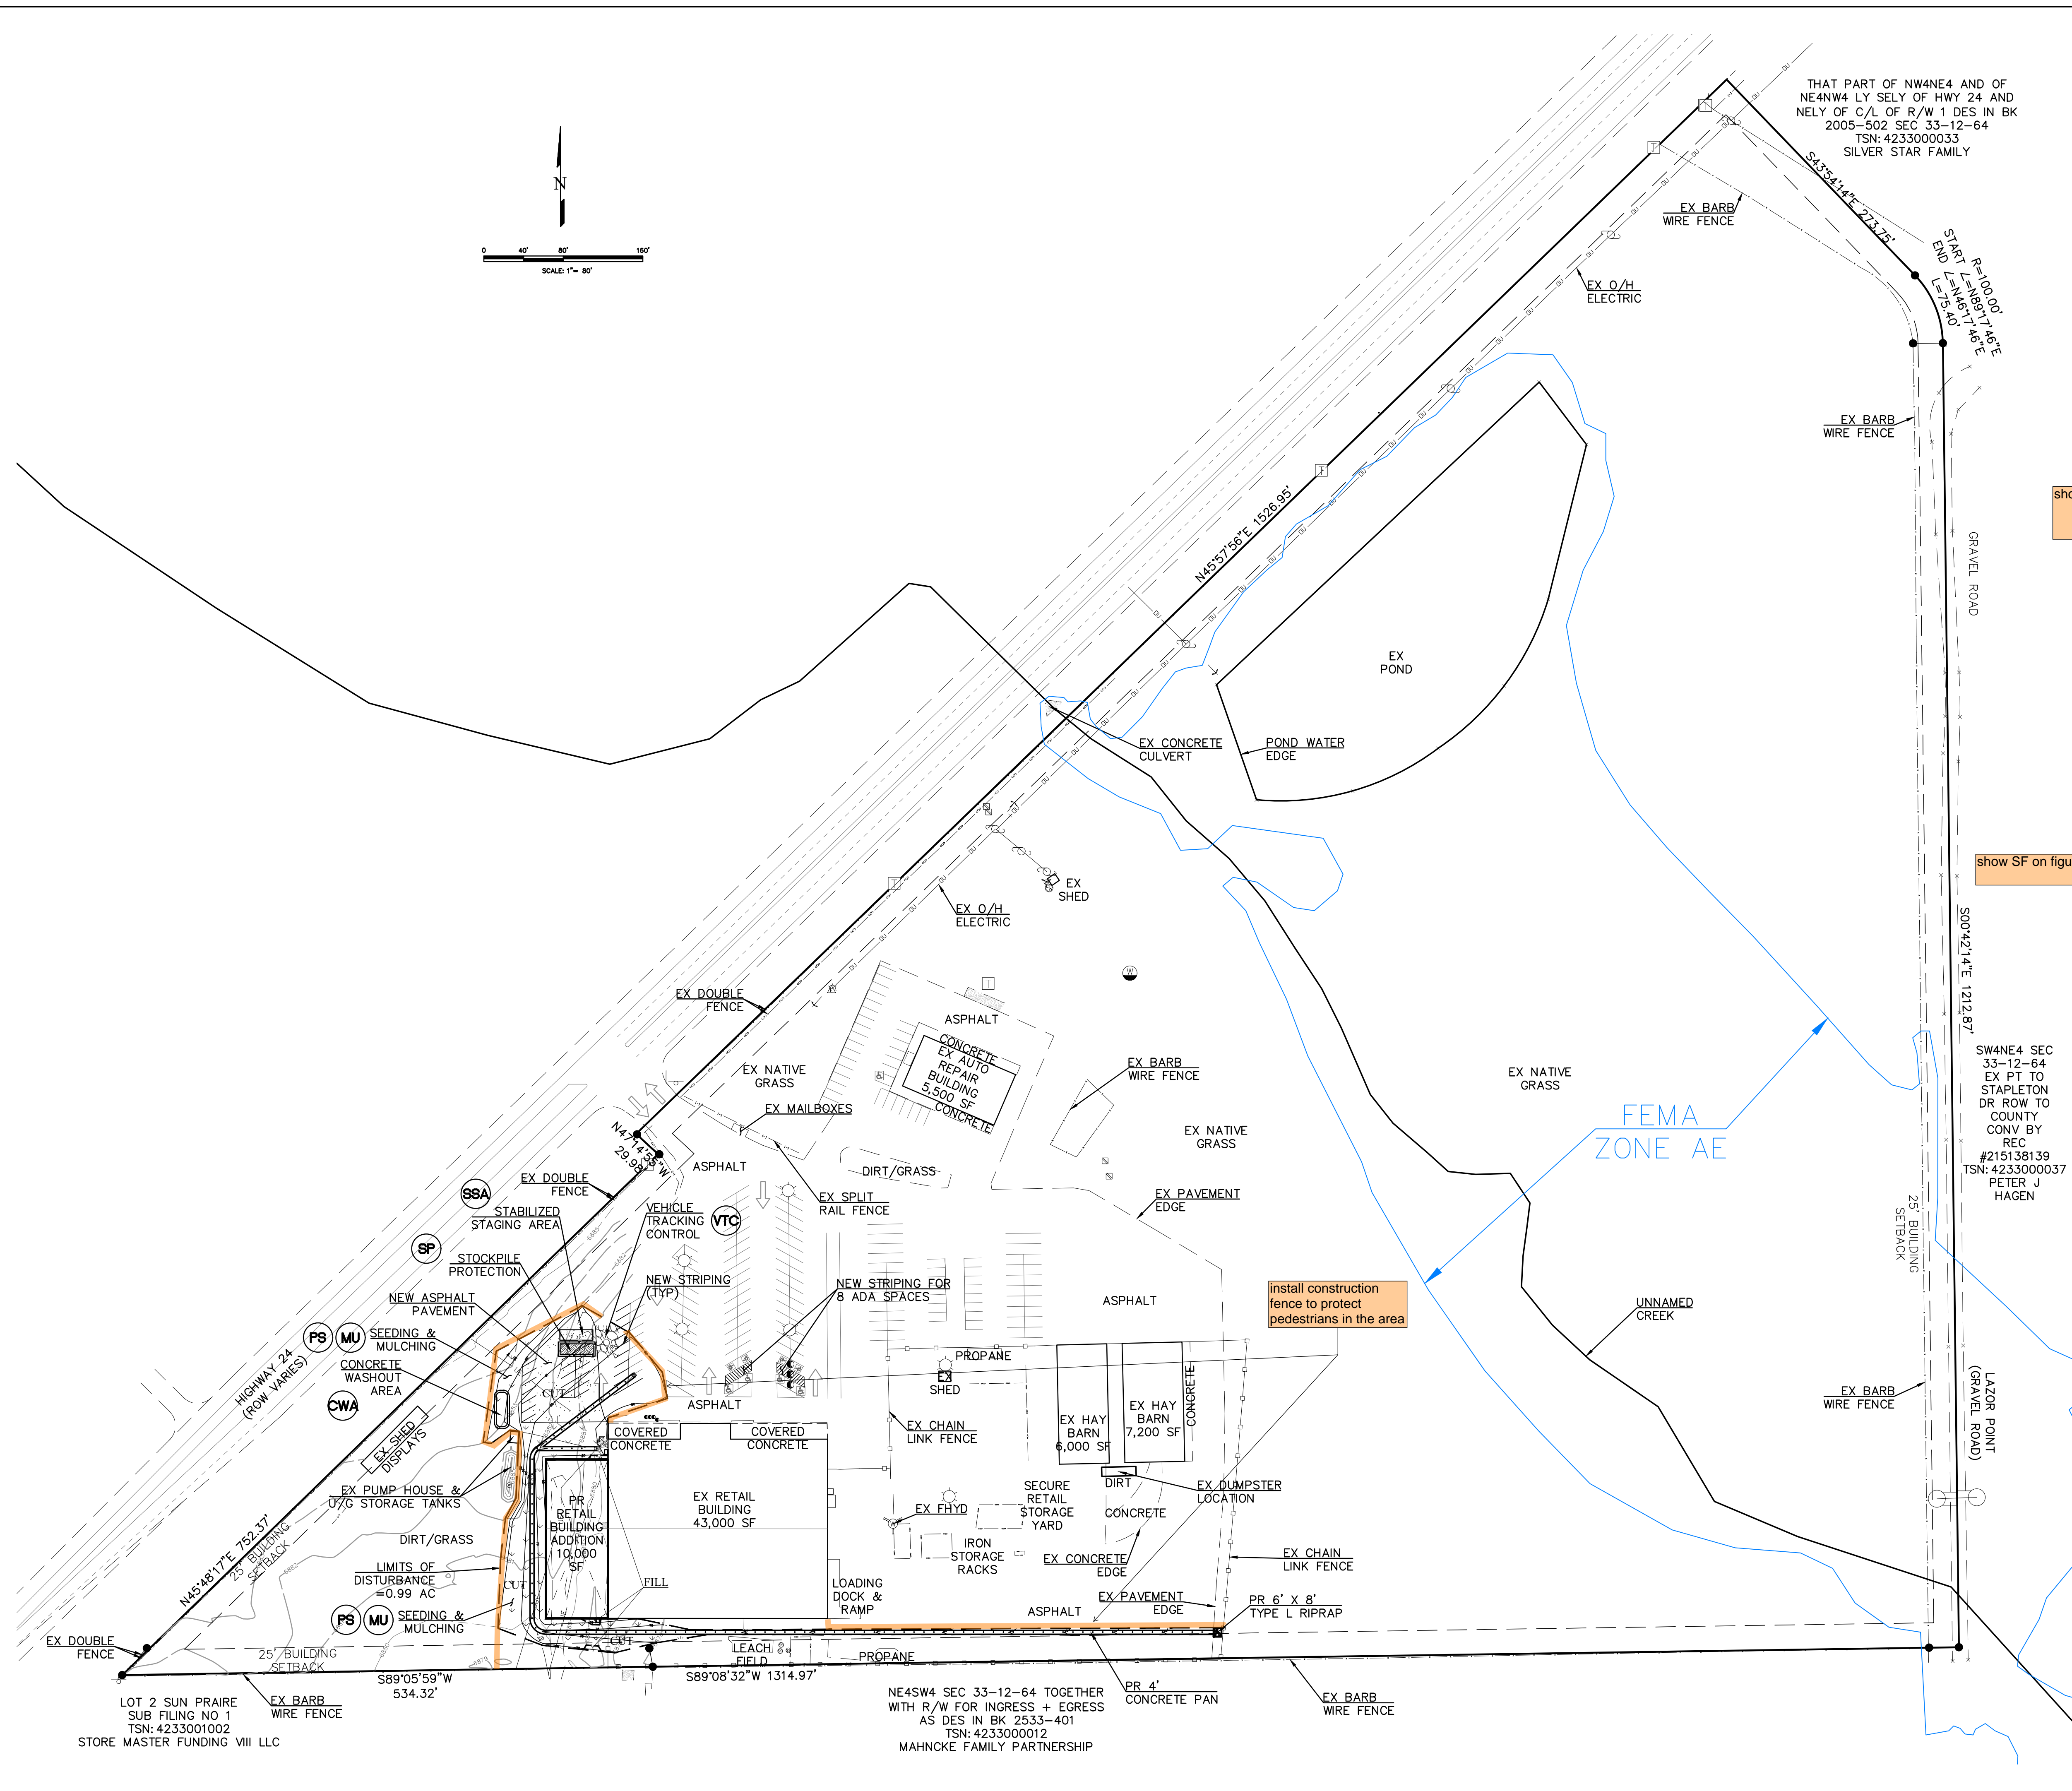 THAT PART OF NW4NE4 AND OF
NE4NW4 LY SELY OF HWY 24 AND
NELY OF C/L OF R/W 1 DES IN BK
2005-502 SEC 33-12-64
TSN: 4233000033
SILVER STAR FAMILY
N
0 40' 80' 160'
SCALE: 1"= 80'
S43°54'14"E 273.75'
EX BARB
WIRE FENCE
R=100.00'
START ∠=N89°17'46"E
END ∠=N46°17'46"E
L=75.40'
EX O/H
ELECTRIC
EX BARB
WIRE FENCE
N45°57'56"E 1526.95'
GRAVEL ROAD
EX
POND
EX CONCRETE
CULVERT
POND WATER
EDGE
show SF on figu
EX
SHED
EX O/H
ELECTRIC
S00°42'14"E 1212.87'
EX DOUBLE
FENCE
ASPHALT
CONCRETE
EX AUTO
REPAIR
BUILDING
5,500 SF
CONCRETE
EX NATIVE
GRASS
EX BARB
WIRE FENCE
EX NATIVE
GRASS
SW4NE4 SEC
33-12-64
EX PT TO
STAPLETON
DR ROW TO
COUNTY
CONV BY
REC
#215138139
TSN: 4233000037
PETER J
HAGEN
EX MAILBOXES
FEMA
ZONE AE
EX NATIVE
GRASS
N47°14'55"W
29.98'
ASPHALT
DIRT/GRASS
EX DOUBLE
FENCE
SSA
STABILIZED
STAGING AREA
VEHICLE
TRACKING
CONTROL
VTC
EX SPLIT
RAIL FENCE
EX PAVEMENT
EDGE
25' BUILDING
SETBACK
SP
STOCKPILE
PROTECTION
NEW STRIPING
(TYP)
NEW STRIPING FOR
8 ADA SPACES
NEW ASPHALT
PAVEMENT
install construction
fence to protect
pedestrians in the area
ASPHALT
UNNAMED
CREEK
PS
MU
SEEDING &
MULCHING
HIGHWAY 24
(ROW VARIES)
CONCRETE
WASHOUT
AREA
CWA
PROPANE
EX
SHED
CUT
ASPHALT
EX CHAIN
LINK FENCE
EX HAY
BARN
6,000 SF
EX HAY
BARN
7,200 SF
CONCRETE
EX BARB
WIRE FENCE
LAZOR POINT
(GRAVEL ROAD)
COVERED
CONCRETE
COVERED
CONCRETE
EX SHED
DISPLAYS
EX PUMP HOUSE &
U/G STORAGE TANKS
PR
RETAIL
BUILDING
ADDITION
10,000
SF
EX RETAIL
BUILDING
43,000 SF
EX FHYD
SECURE
RETAIL
STORAGE
YARD
DIRT
EX DUMPSTER
LOCATION
CONCRETE
IRON
STORAGE
RACKS
EX CONCRETE
EDGE
EX CHAIN
LINK FENCE
N45°48'17"E 752.37'
25' BUILDING
SETBACK
DIRT/GRASS
LIMITS OF
DISTURBANCE
=0.99 AC
CUT
FILL
LOADING
DOCK &
RAMP
EX PAVEMENT
EDGE
PR 6' X 8'
TYPE L RIPRAP
ASPHALT
PS
MU
SEEDING &
MULCHING
CUT
EX DOUBLE
FENCE
25' BUILDING
SETBACK
LEACH
FIELD
PROPANE
S89°05'59"W
534.32'
S89°08'32"W 1314.97'
LOT 2 SUN PRAIRE
SUB FILING NO 1
TSN: 4233001002
STORE MASTER FUNDING VIII LLC
EX BARB
WIRE FENCE
NE4SW4 SEC 33-12-64 TOGETHER
WITH R/W FOR INGRESS + EGRESS
AS DES IN BK 2533-401
TSN: 4233000012
MAHNCKE FAMILY PARTNERSHIP
PR 4'
CONCRETE PAN
EX BARB
WIRE FENCE